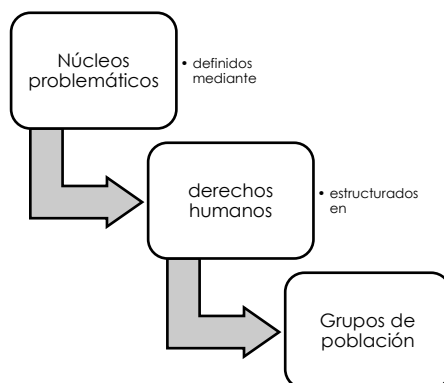 Núcleos
problemáticos
• definidos
mediante
derechos
humanos
• estructurados
en
Grupos de
población